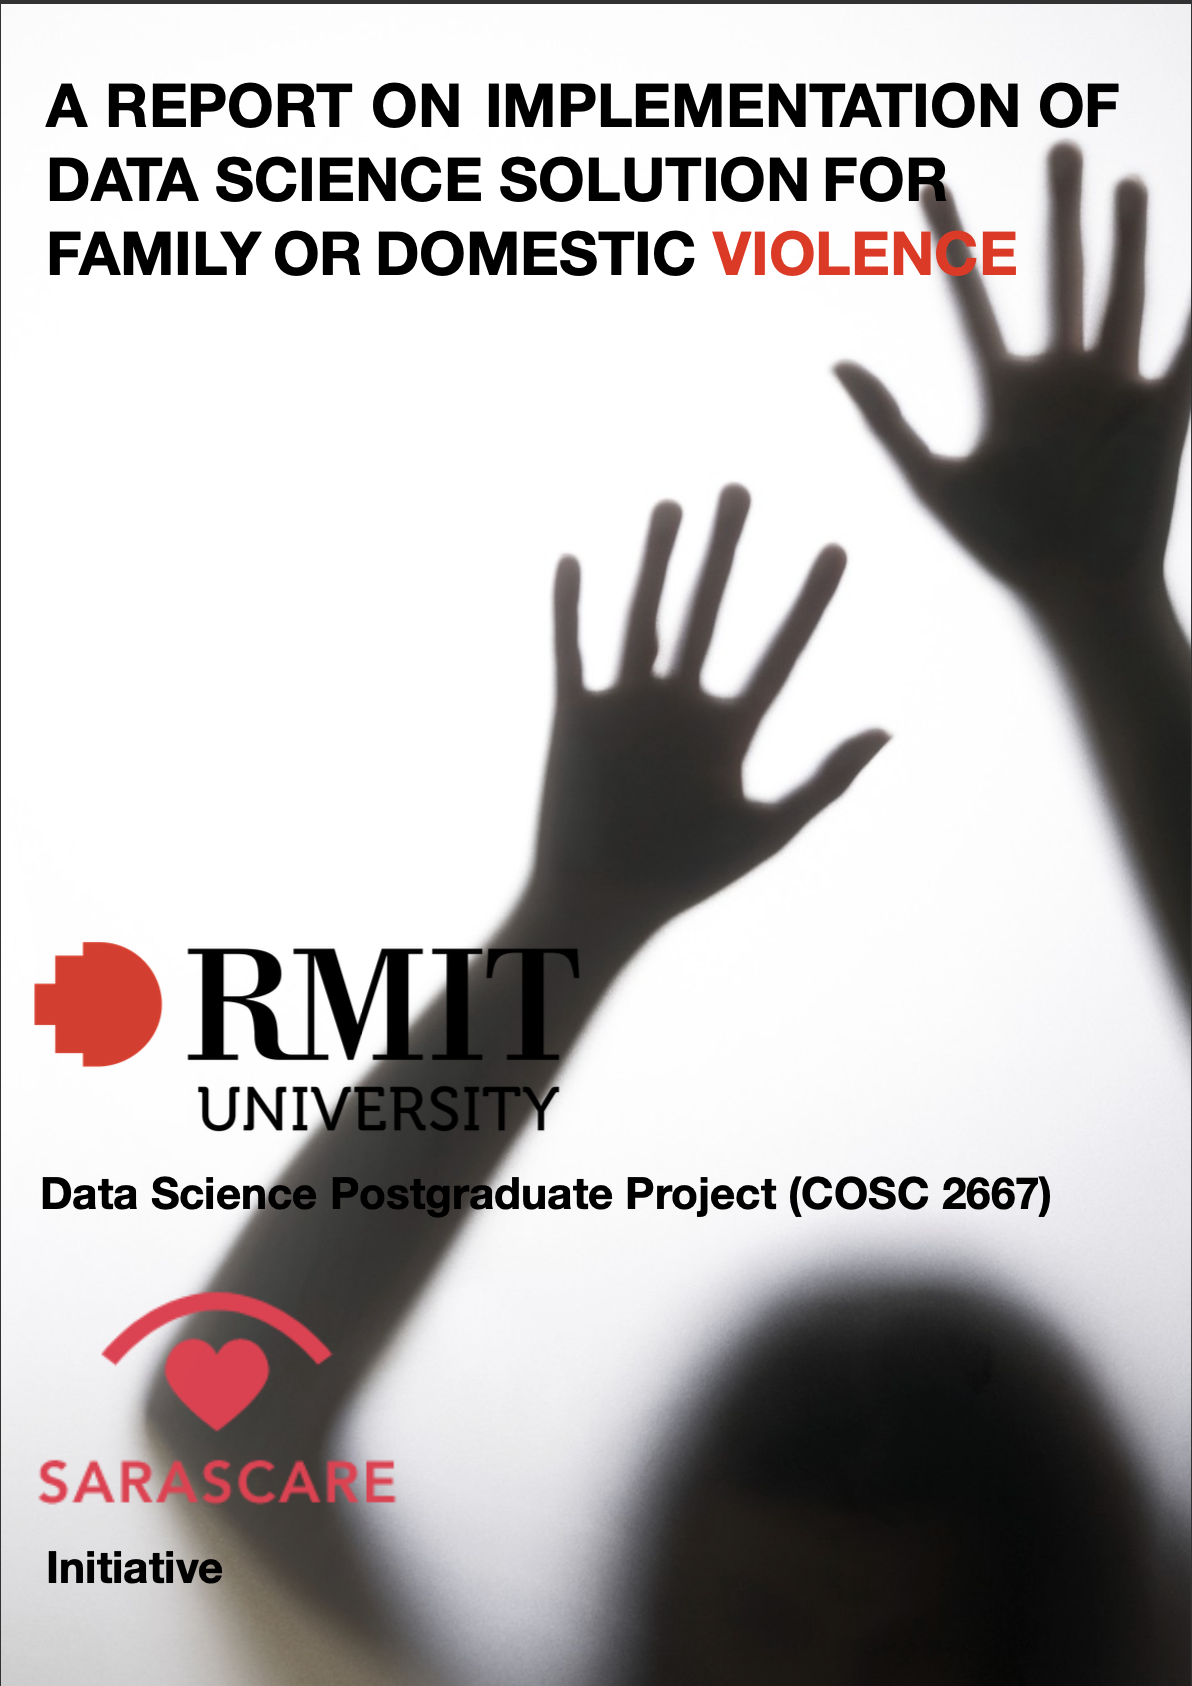 A REPORT ON IMPLEMENTATION OF
DATA SCIENCE SOLUTION FOR
FAMILY OR DOMESTIC VIOLENCE
RMIT
UNIVERSITY
Data Science Postgraduate Project (COSC 2667)
SARASCARE
Initiative